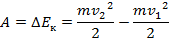 A = ΔEк = mv₂²/2 − mv₁²/2